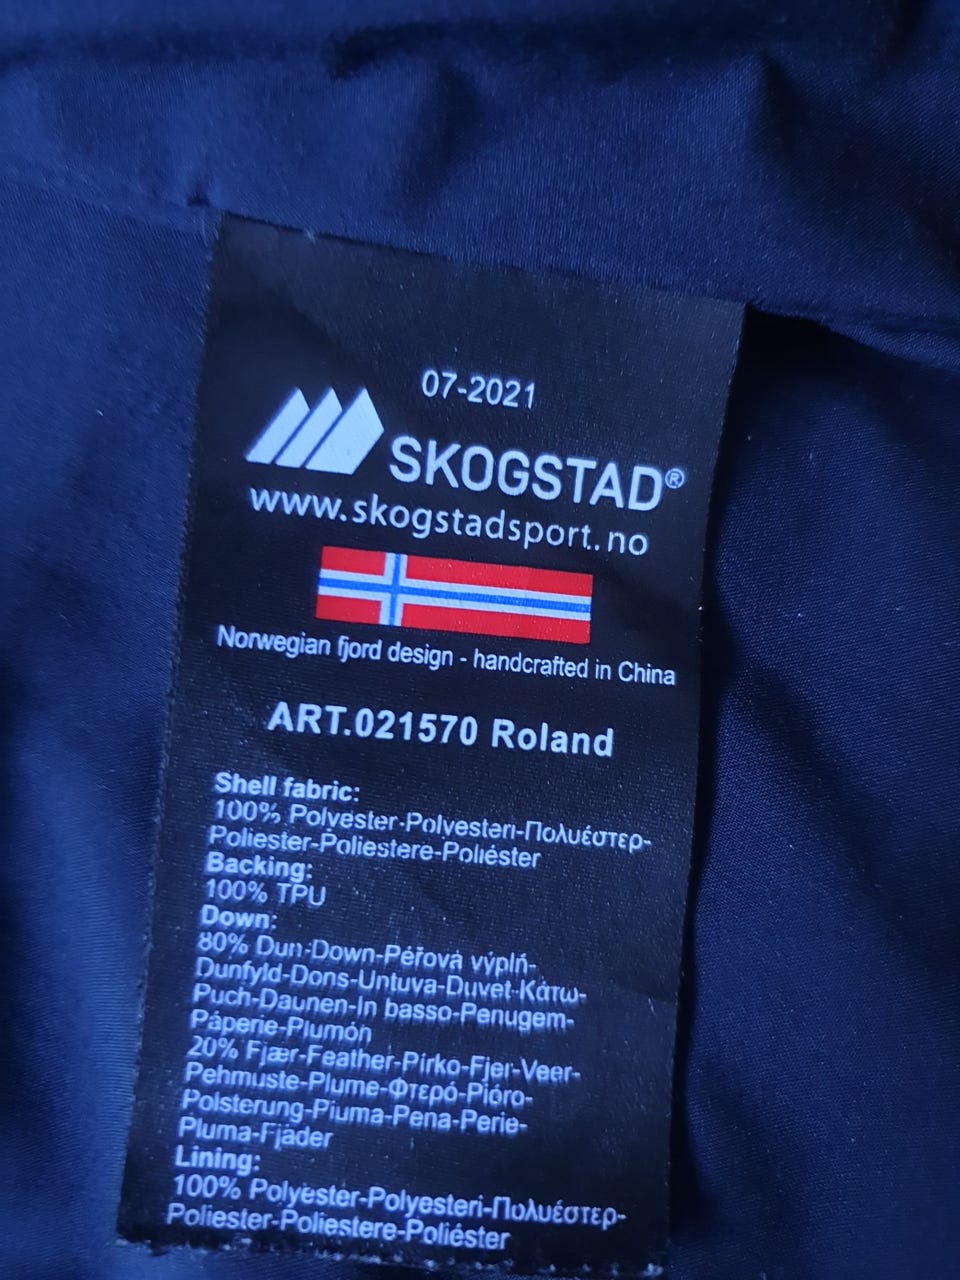 07-2021
SKOGSTAD®
www.skogstadsport.no
Norwegian fjord design - handcrafted in China
ART.021570 Roland
Shell fabric:
100% Polyester-Polyesteri-Πολυέστερ-
Poliester-Poliestere-Poliéster
Backing:
100% TPU
Down:
80% Dun-Down-Péřová výplń-
Dunfyld-Dons-Untuva-Duvet-Κάτω-
Puch-Daunen-In basso-Penugem-
Páperie-Plumón
20% Fjær-Feather-Pírko-Fjer-Veer-
Pehmuste-Plume-Φτερό-Pióro-
Polsterung-Piuma-Pena-Perie-
Pluma-Fjäder
Lining:
100% Polyester-Polyesteri-Πολυέστερ-
Poliester-Poliestere-Poliéster